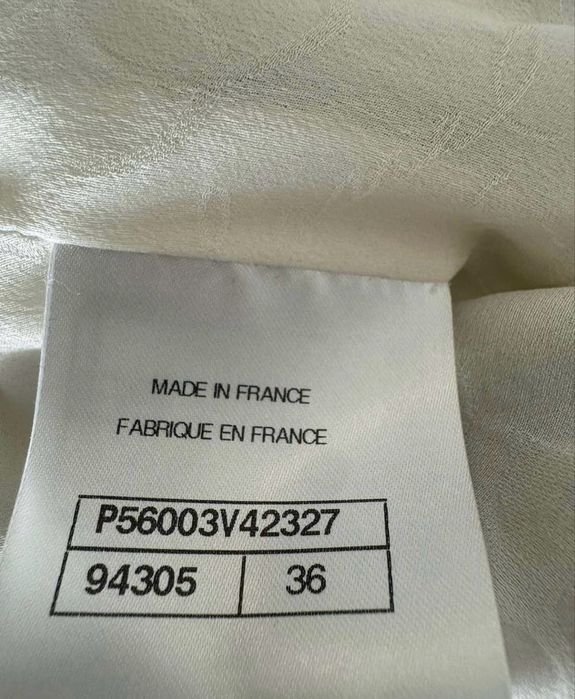 MADE IN FRANCE
FABRIQUE EN FRANCE
P56003V42327
94305 36